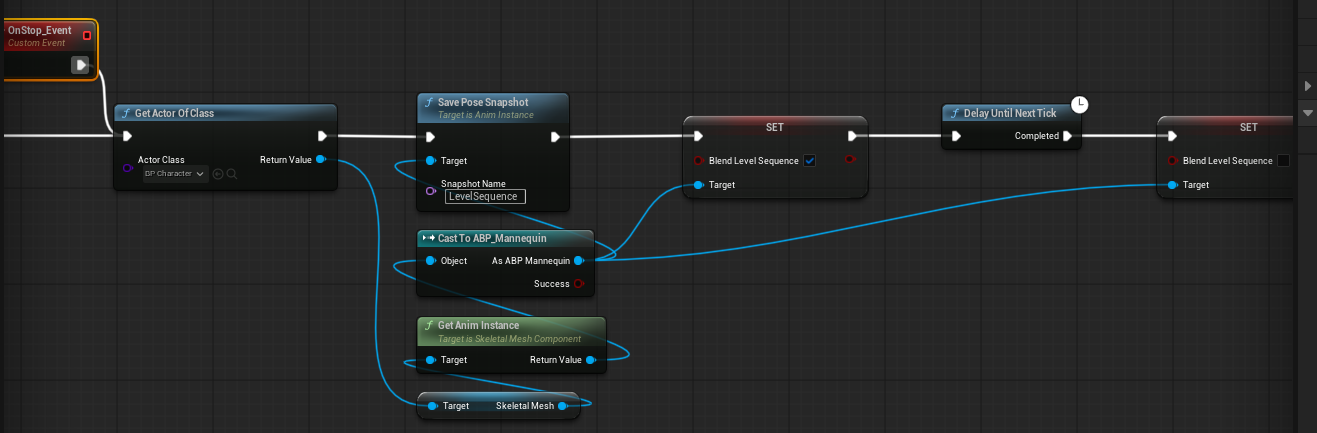 OnStop_Event
Custom Event
Get Actor Of Class
Actor Class
Return Value
BP Character
Save Pose Snapshot
Target is Anim Instance
Target
Snapshot Name
LevelSequence
SET
Blend Level Sequence
Target
Delay Until Next Tick
Completed
SET
Blend Level Sequence
Target
Cast To ABP_Mannequin
Object
As ABP Mannequin
Success
Get Anim Instance
Target is Skeletal Mesh Component
Target
Return Value
Target
Skeletal Mesh